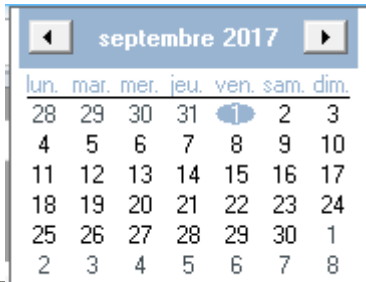 septembre 2017
lun. mar. mer. jeu. ven. sam. dim.
28 29 30 31 1 2 3
4 5 6 7 8 9 10
11 12 13 14 15 16 17
18 19 20 21 22 23 24
25 26 27 28 29 30 1
2 3 4 5 6 7 8